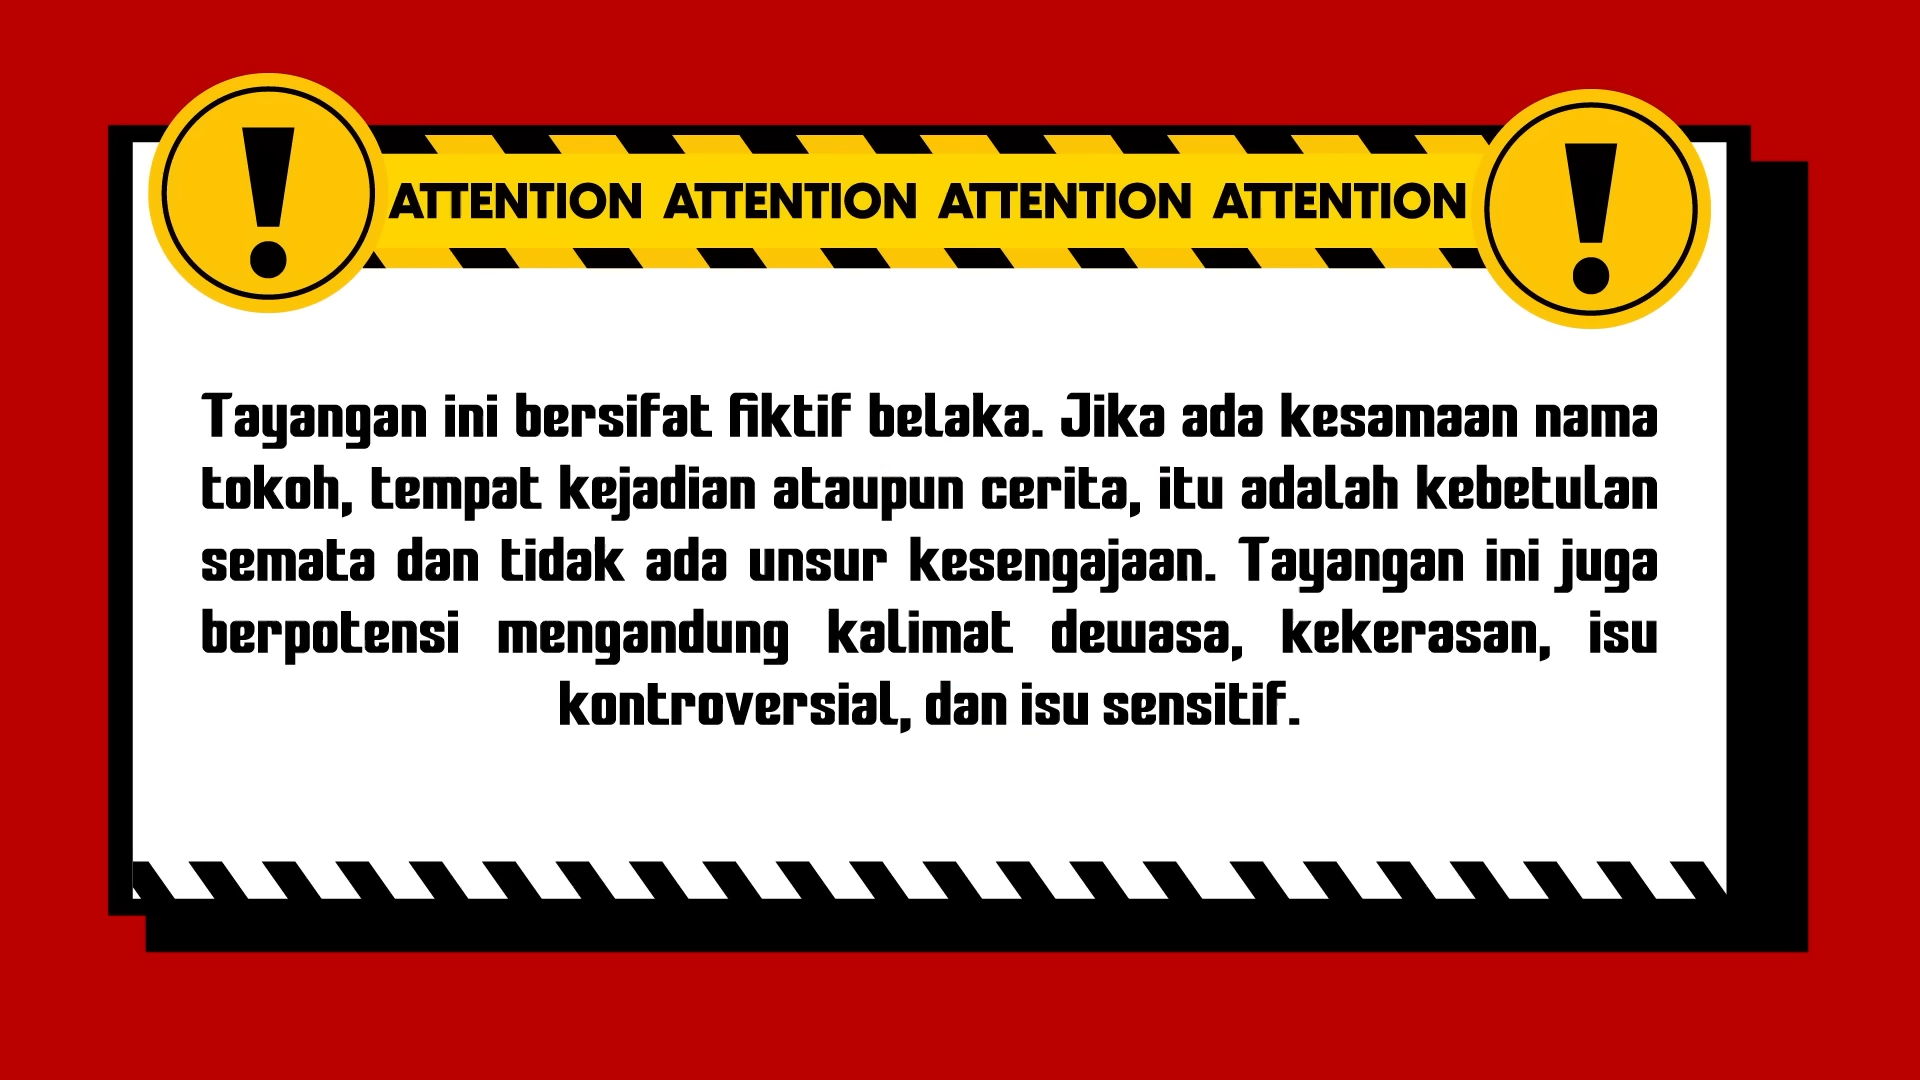 ATTENTION ATTENTION ATTENTION ATTENTION
Tayangan ini bersifat fiktif belaka. Jika ada kesamaan nama
tokoh, tempat kejadian ataupun cerita, itu adalah kebetulan
semata dan tidak ada unsur kesengajaan. Tayangan ini juga
berpotensi mengandung kalimat dewasa, kekerasan, isu
kontroversial, dan isu sensitif.